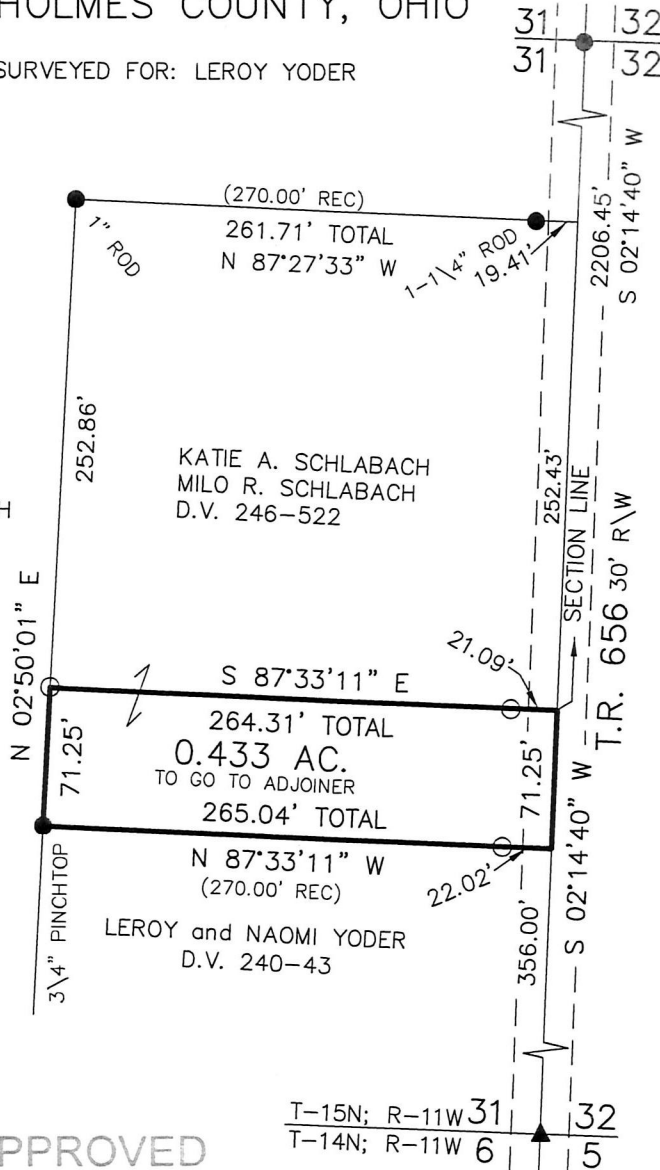 HOLMES COUNTY, OHIO
SURVEYED FOR: LEROY YODER
31 32
31 32
(270.00' REC)
261.71' TOTAL
N 87°27'33" W
1" ROD
1-1\4" ROD
19.41'
2206.45'
S 02°14'40" W
252.86'
KATIE A. SCHLABACH
MILO R. SCHLABACH
D.V. 246-522
252.43'
SECTION LINE
T.R. 656 30' R\W
N 02°50'01" E
21.09'
S 87°33'11" E
264.31' TOTAL
0.433 AC.
TO GO TO ADJOINER
265.04' TOTAL
71.25'
71.25'
N 87°33'11" W
(270.00' REC)
22.02'
S 02°14'40" W
3\4" PINCHTOP
LEROY and NAOMI YODER
D.V. 240-43
356.00'
T-15N; R-11W 31 32
T-14N; R-11W 6 5
PPROVED